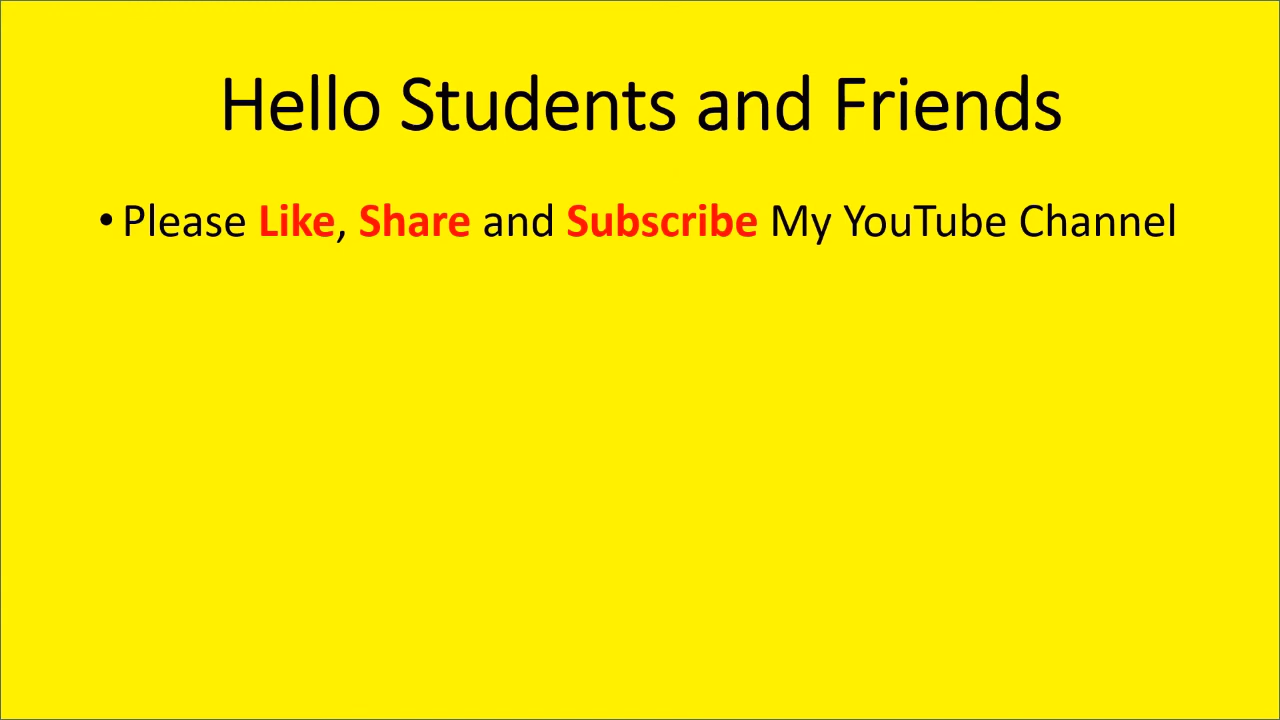 Hello Students and Friends
• Please Like, Share and Subscribe My YouTube Channel